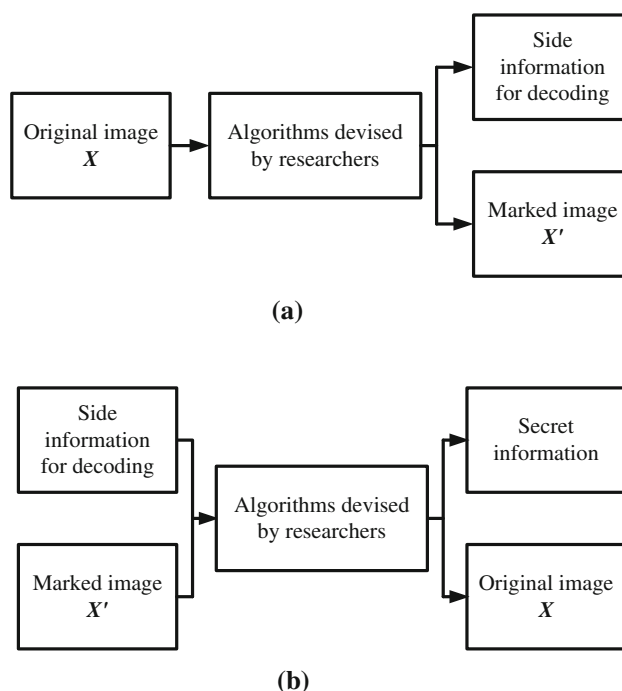 Original image
X
Algorithms devised
by researchers
Side
information
for decoding
Marked image
X'
(a)
Side
information
for decoding
Marked image
X'
Algorithms devised
by researchers
Secret
information
Original image
X
(b)